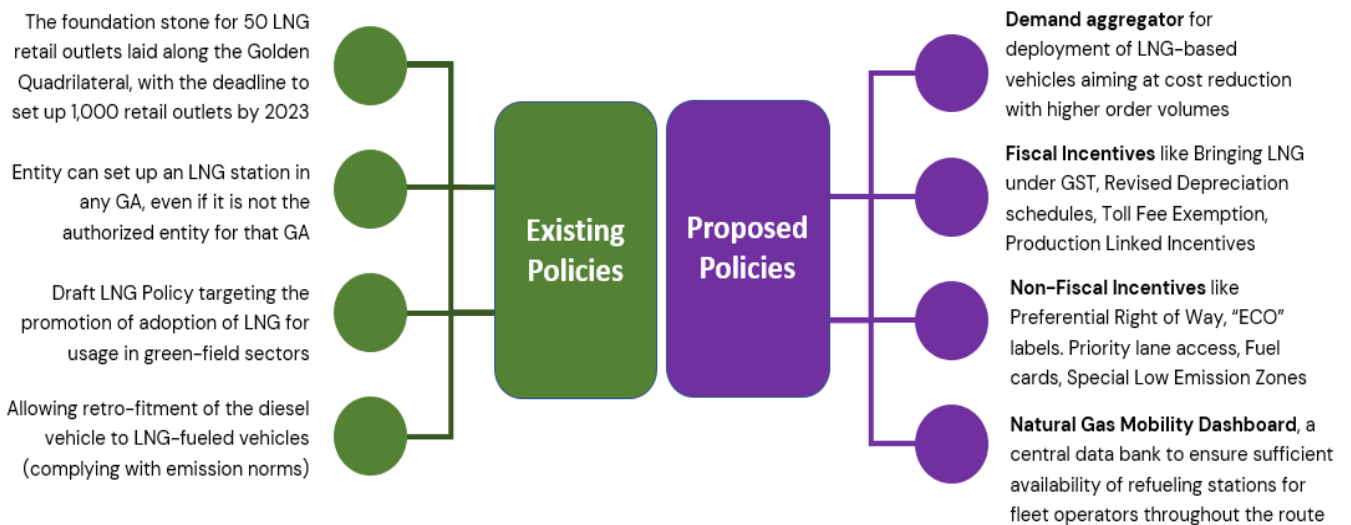 The foundation stone for 50 LNG
retail outlets laid along the Golden
Quadrilateral, with the deadline to
set up 1,000 retail outlets by 2023
Entity can set up an LNG station in
any GA, even if it is not the
authorized entity for that GA
Draft LNG Policy targeting the
promotion of adoption of LNG for
usage in green-field sectors
Allowing retro-fitment of the diesel
vehicle to LNG-fueled vehicles
(complying with emission norms)
Existing
Policies
Proposed
Policies
Demand aggregator for
deployment of LNG-based
vehicles aiming at cost reduction
with higher order volumes
Fiscal Incentives like Bringing LNG
under GST, Revised Depreciation
schedules, Toll Fee Exemption,
Production Linked Incentives
Non-Fiscal Incentives like
Preferential Right of Way, “ECO”
labels. Priority lane access, Fuel
cards, Special Low Emission Zones
Natural Gas Mobility Dashboard, a
central data bank to ensure sufficient
availability of refueling stations for
fleet operators throughout the route